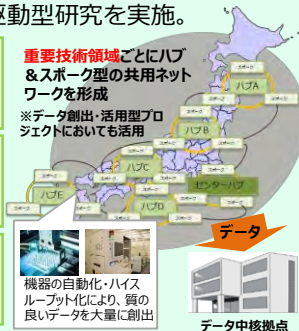 駆動型研究を実施。
重要技術領域ごとにハブ
＆スポーク型の共用ネット
ワークを形成
※データ創出・活用型プロ
ジェクトにおいても活用
ハブA
ハブB
ハブC
センターハブ
ハブE
ハブD
データ
機器の自動化・ハイス
ループット化により、質の
良いデータを大量に創出
データ中核拠点